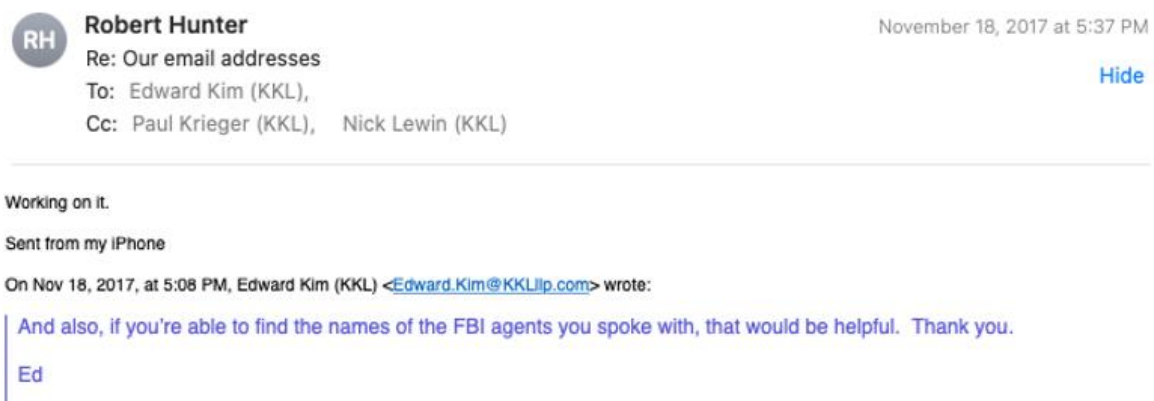 RH
Robert Hunter
November 18, 2017 at 5:37 PM
Re: Our email addresses
Hide
To: Edward Kim (KKL),
Cc: Paul Krieger (KKL), Nick Lewin (KKL)
Working on it.
Sent from my iPhone
On Nov 18, 2017, at 5:08 PM, Edward Kim (KKL) <Edward.Kim@KKLllp.com> wrote:
And also, if you’re able to find the names of the FBI agents you spoke with, that would be helpful. Thank you.
Ed